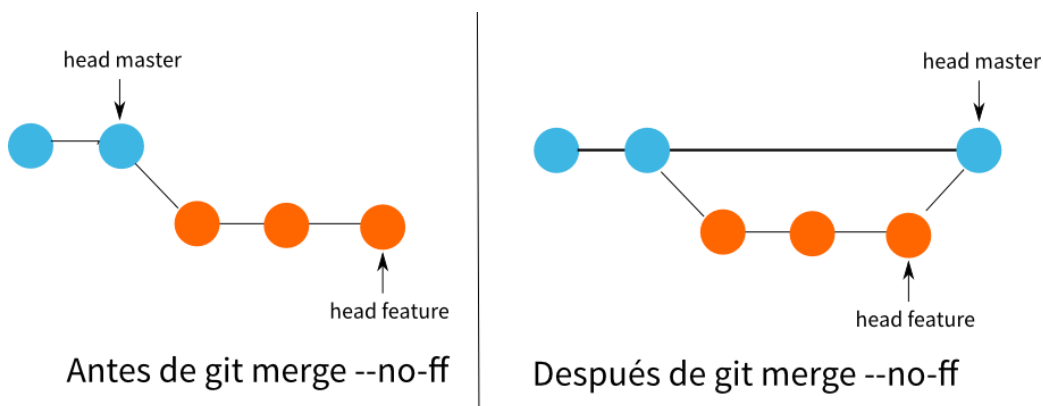 head master
head feature
Antes de git merge --no-ff
head master
head feature
Después de git merge --no-ff